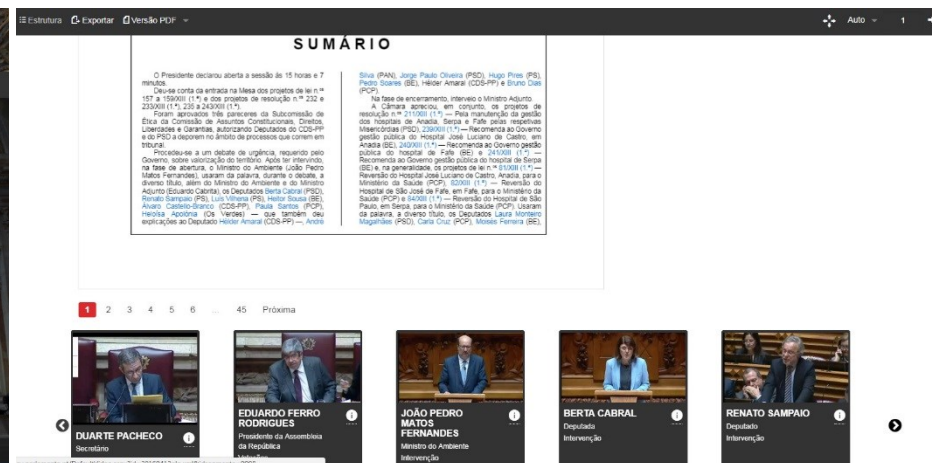 Estrutura Exportar Versão PDF
Auto 1
SUMÁRIO
O Presidente declarou aberta a sessão às 15 horas e 7
minutos.
Deu-se conta da entrada na Mesa dos projetos de lei n.ºs
157 a 159/XIII (1.ª) e dos projetos de resolução n.ºs 232 e
233/XIII (1.ª), 235 a 243/XIII (1.ª).
Foram aprovados três pareceres da Subcomissão de
Ética da Comissão de Assuntos Constitucionais, Direitos,
Liberdades e Garantias, autorizando Deputados do CDS-PP
e do PSD a deporem no âmbito de processos que correm em
tribunal.
Procedeu-se a um debate de urgência, requerido pelo
Governo, sobre valorização do território. Após ter intervindo,
na fase de abertura, o Ministro do Ambiente (João Pedro
Matos Fernandes), usaram da palavra, durante o debate, a
diverso título, além do Ministro do Ambiente e do Ministro
Adjunto (Eduardo Cabrita), os Deputados Berta Cabral (PSD),
Renato Sampaio (PS), Luís Vilhena (PS), Heitor Sousa (BE),
Álvaro Castello-Branco (CDS-PP), Paula Santos (PCP),
Heloísa Apolónia (Os Verdes) — que também deu
explicações ao Deputado Hélder Amaral (CDS-PP) —, André
Silva (PAN), Jorge Paulo Oliveira (PSD), Hugo Pires (PS),
Pedro Soares (BE), Hélder Amaral (CDS-PP) e Bruno Dias
(PCP).
Na fase de encerramento, interveio o Ministro Adjunto.
A Câmara apreciou, em conjunto, os projetos de
resolução n.ºs 211/XIII (1.ª) — Pela manutenção da gestão
dos hospitais de Anadia, Serpa e Fafe pelas respetivas
Misericórdias (PSD), 239/XIII (1.ª) — Recomenda ao Governo
gestão pública do Hospital José Luciano de Castro, em
Anadia (BE), 240/XIII (1.ª) — Recomenda ao Governo gestão
pública do hospital de Fafe (BE) e 241/XIII (1.ª) —
Recomenda ao Governo gestão pública do hospital de Serpa
(BE) e, na generalidade, os projetos de lei n.ºs 81/XIII (1.ª) —
Reversão do Hospital José Luciano de Castro, Anadia, para o
Ministério da Saúde (PCP), 82/XIII (1.ª) — Reversão do
Hospital de São José de Fafe, em Fafe, para o Ministério da
Saúde (PCP) e 84/XIII (1.ª) — Reversão do Hospital de São
Paulo, em Serpa, para o Ministério da Saúde (PCP). Usaram
da palavra, a diverso título, os Deputados Laura Monteiro
Magalhães (PSD), Carla Cruz (PCP), Moisés Ferreira (BE),
1 2 3 4 5 6 ... 45 Próxima
DUARTE PACHECO
Secretário
EDUARDO FERRO
RODRIGUES
Presidente da Assembleia
da República
JOÃO PEDRO
MATOS
FERNANDES
Ministro do Ambiente
Intervenção
BERTA CABRAL
Deputada
Intervenção
RENATO SAMPAIO
Deputado
Intervenção